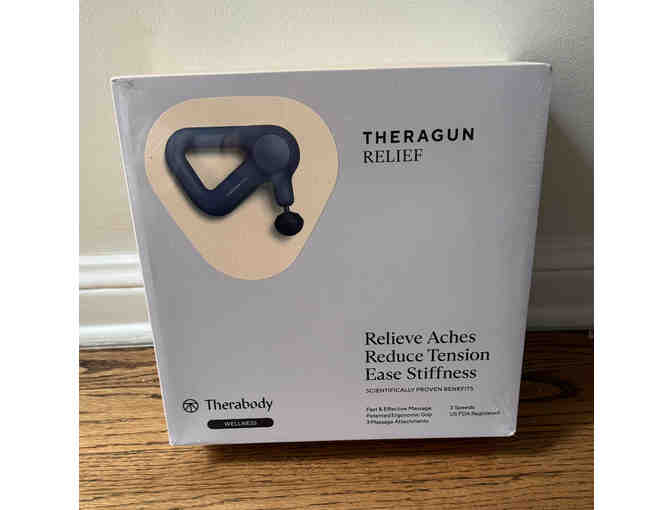 THERAGUN
RELIEF
Relieve Aches
Reduce Tension
Ease Stiffness
SCIENTIFICALLY PROVEN BENEFITS
Fast & Effective Massage
Patented Ergonomic Grip
3 Massage Attachments
3 Speeds
US FDA Registered
Therabody
WELLNESS